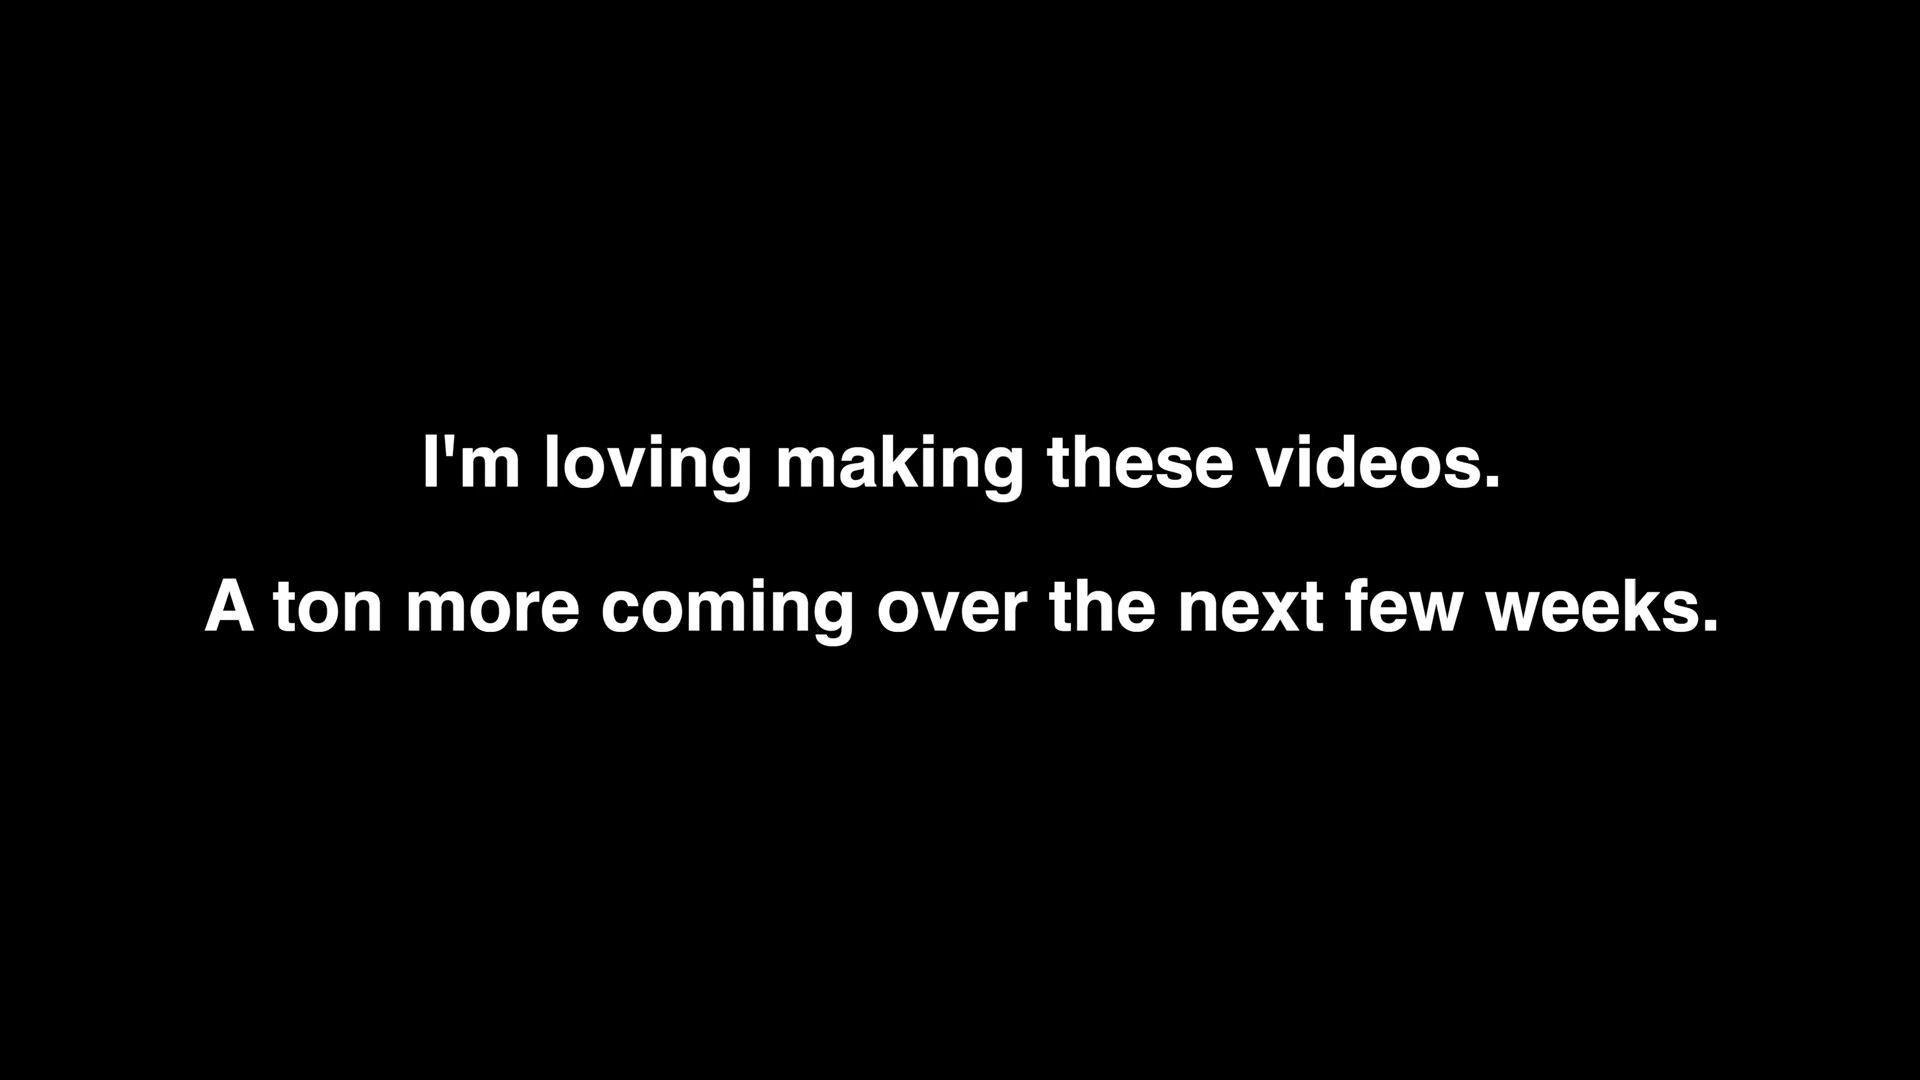 I'm loving making these videos.
A ton more coming over the next few weeks.